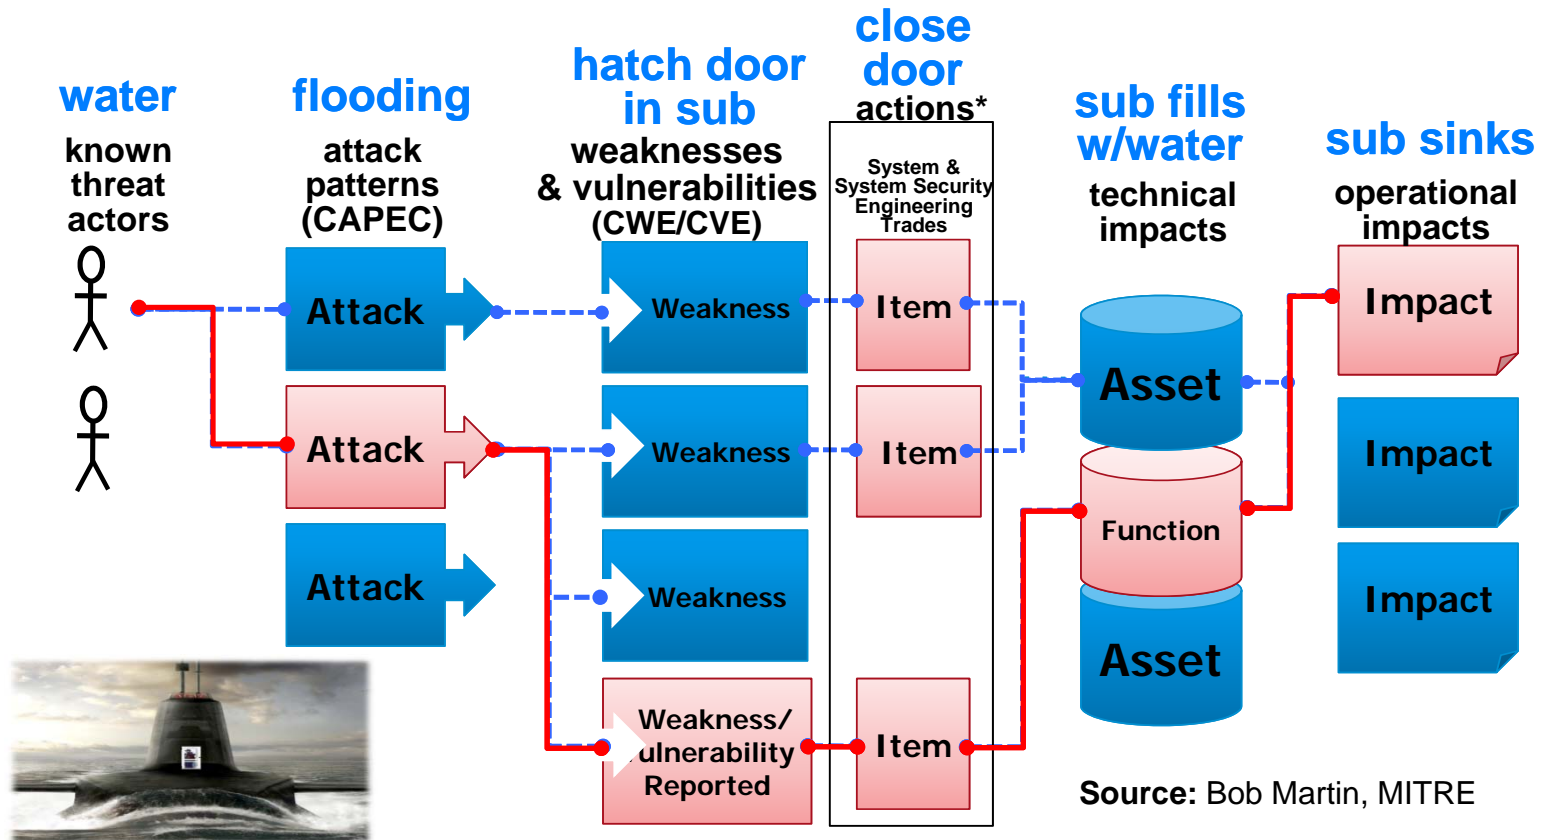 water
known
threat
actors
flooding
attack
patterns
(CAPEC)
hatch door
in sub
weaknesses
& vulnerabilities
(CWE/CVE)
close
door
actions*
System &
System Security
Engineering
Trades
sub fills
w/water
technical
impacts
sub sinks
operational
impacts
Attack
Attack
Attack
Weakness
Weakness
Weakness
Weakness/
ulnerability
Reported
Item
Item
Item
Asset
Function
Asset
Impact
Impact
Impact
Source: Bob Martin, MITRE